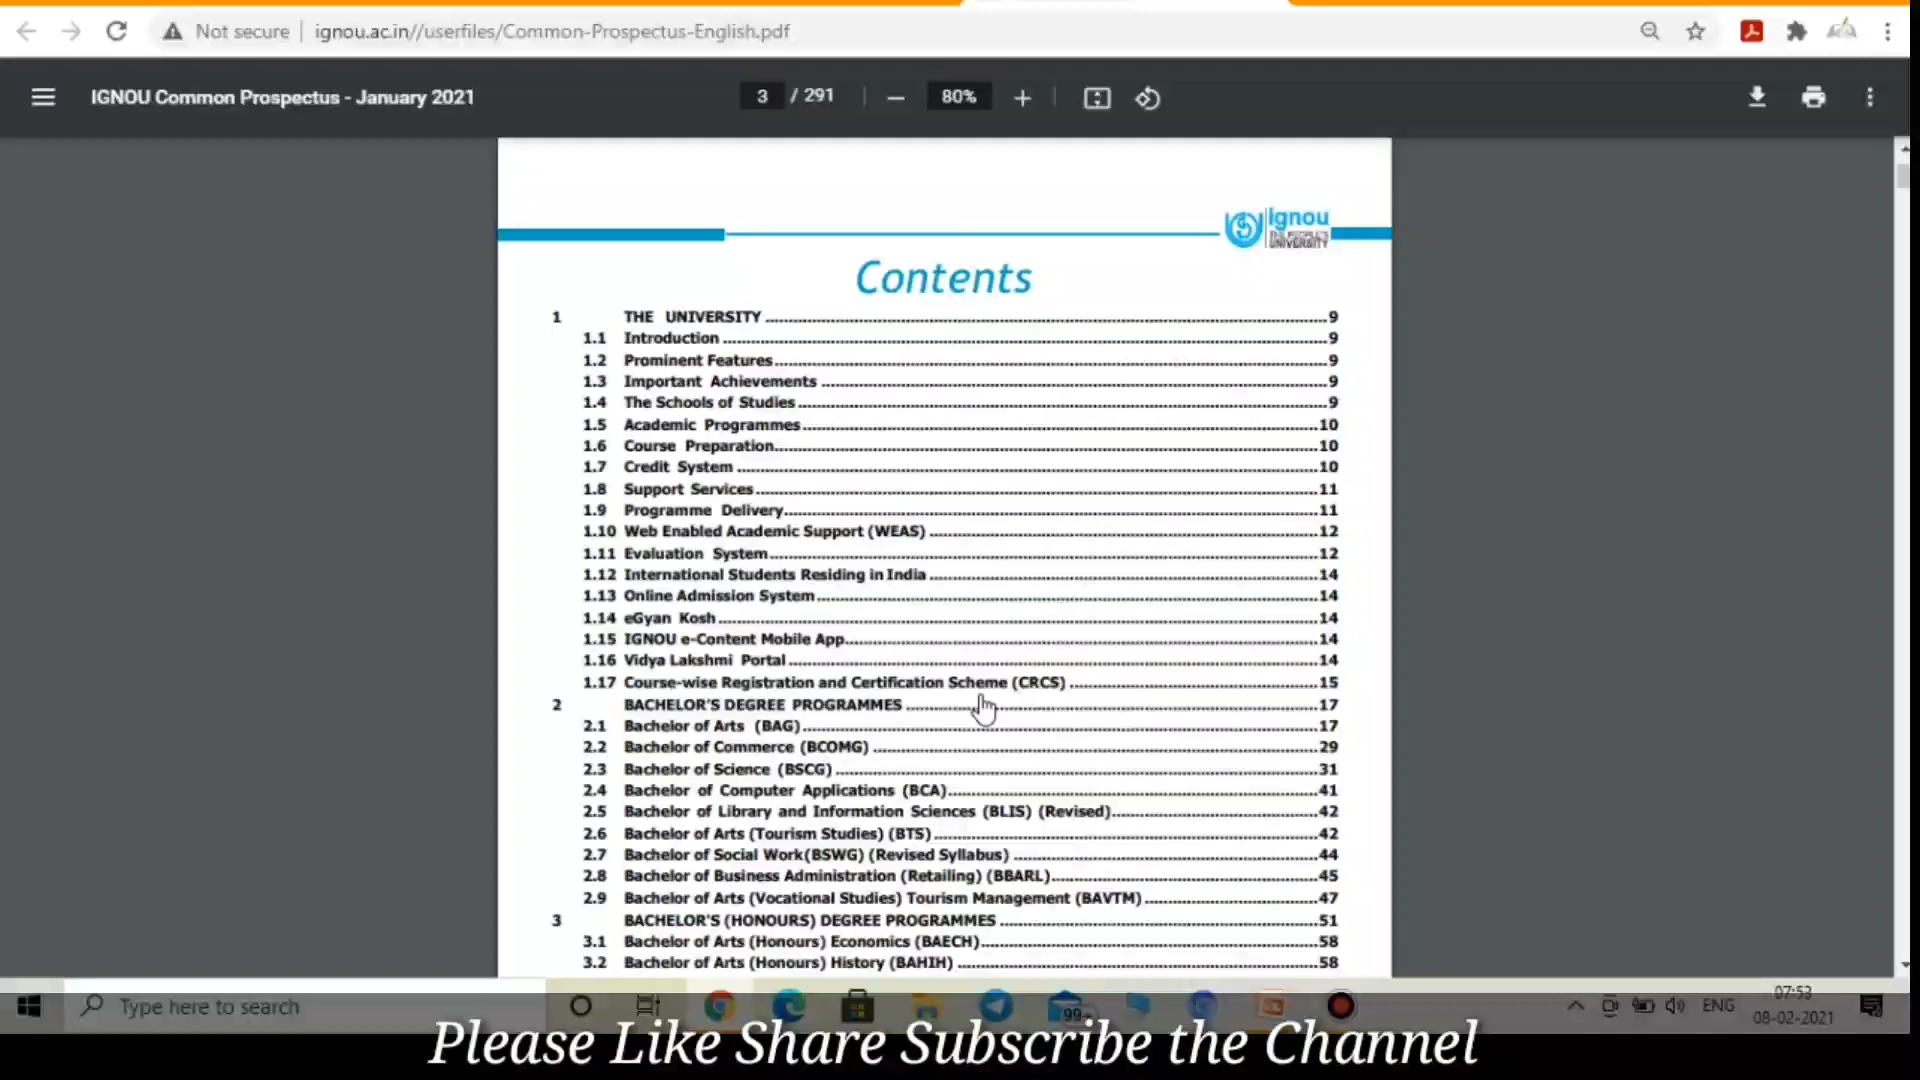 Not secure | ignou.ac.in//userfiles/Common-Prospectus-English.pdf
IGNOU Common Prospectus - January 2021
3 / 291
80%
ignou
THE PEOPLE'S
UNIVERSITY
Contents
1 THE UNIVERSITY 9
1.1 Introduction 9
1.2 Prominent Features 9
1.3 Important Achievements 9
1.4 The Schools of Studies 9
1.5 Academic Programmes 10
1.6 Course Preparation 10
1.7 Credit System 10
1.8 Support Services 11
1.9 Programme Delivery 11
1.10 Web Enabled Academic Support (WEAS) 12
1.11 Evaluation System 12
1.12 International Students Residing in India 14
1.13 Online Admission System 14
1.14 eGyan Kosh 14
1.15 IGNOU e-Content Mobile App 14
1.16 Vidya Lakshmi Portal 14
1.17 Course-wise Registration and Certification Scheme (CRCS) 15
2 BACHELOR'S DEGREE PROGRAMMES 17
2.1 Bachelor of Arts (BAG) 17
2.2 Bachelor of Commerce (BCOMG) 29
2.3 Bachelor of Science (BSCG) 31
2.4 Bachelor of Computer Applications (BCA) 41
2.5 Bachelor of Library and Information Sciences (BLIS) (Revised) 42
2.6 Bachelor of Arts (Tourism Studies) (BTS) 42
2.7 Bachelor of Social Work(BSWG) (Revised Syllabus) 44
2.8 Bachelor of Business Administration (Retailing) (BBARL) 45
2.9 Bachelor of Arts (Vocational Studies) Tourism Management (BAVTM) 47
3 BACHELOR'S (HONOURS) DEGREE PROGRAMMES 51
3.1 Bachelor of Arts (Honours) Economics (BAECH) 58
3.2 Bachelor of Arts (Honours) History (BAHIH) 58
Type here to search
99+
ENG
07:53
08-02-2021
Please Like Share Subscribe the Channel